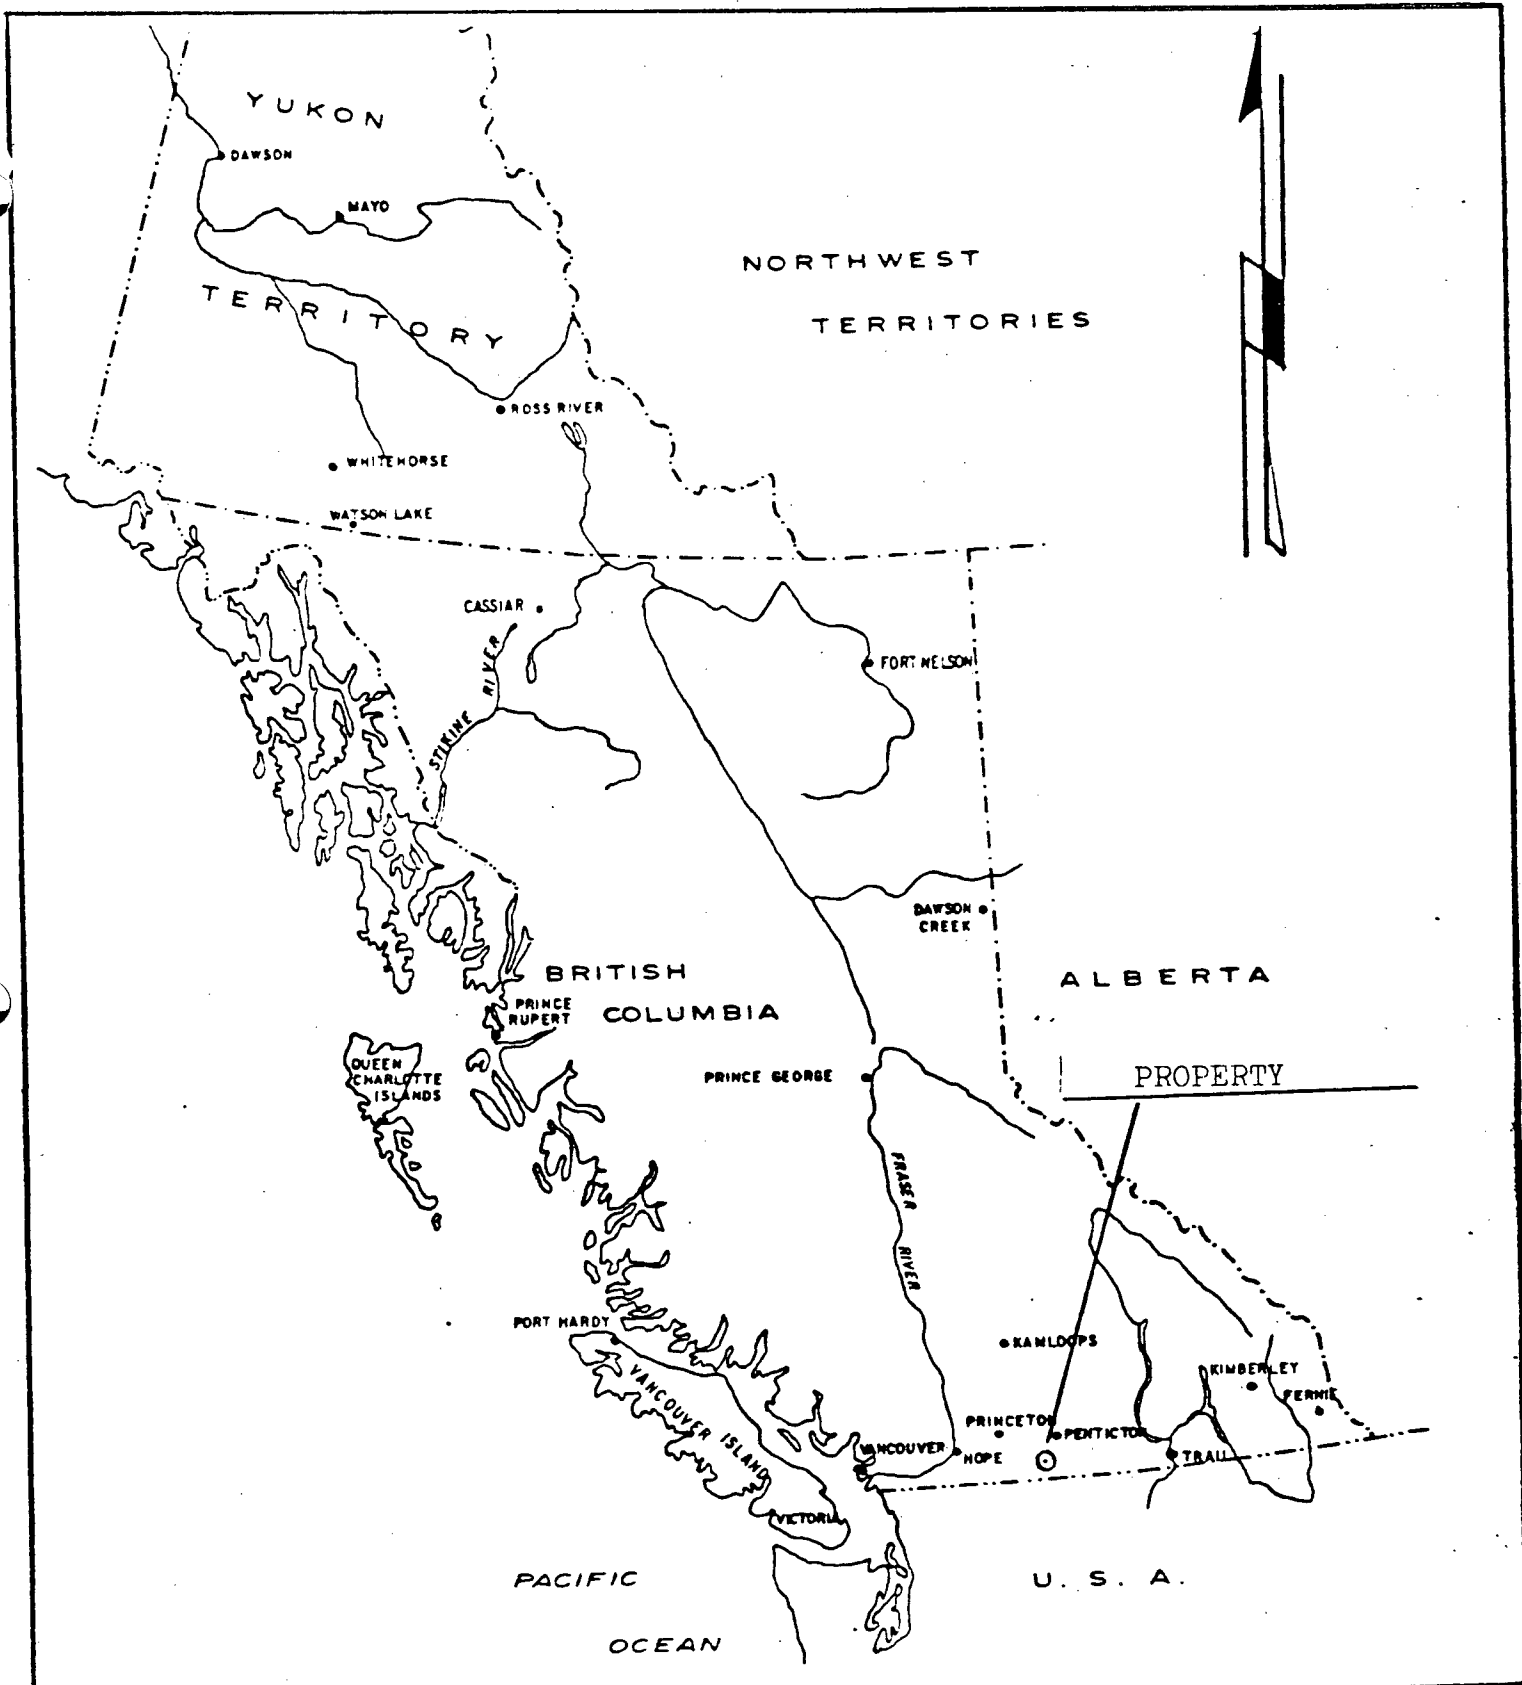 YUKON
DAWSON
MAYO
NORTHWEST
TERRITORY
TERRITORIES
ROSS RIVER
WHITEHORSE
WATSON LAKE
CASSIAR
STIKINE RIVER
FORT NELSON
DAWSON
CREEK
BRITISH
ALBERTA
PRINCE
RUPERT
COLUMBIA
QUEEN
CHARLOTTE
ISLANDS
PRINCE GEORGE
PROPERTY
FRASER RIVER
PORT HARDY
KAMLOOPS
VANCOUVER ISLAND
KIMBERLEY
FERNIE
PRINCETON
PENTICTON
VANCOUVER
HOPE
TRAIL
VICTORIA
PACIFIC
U. S. A.
OCEAN